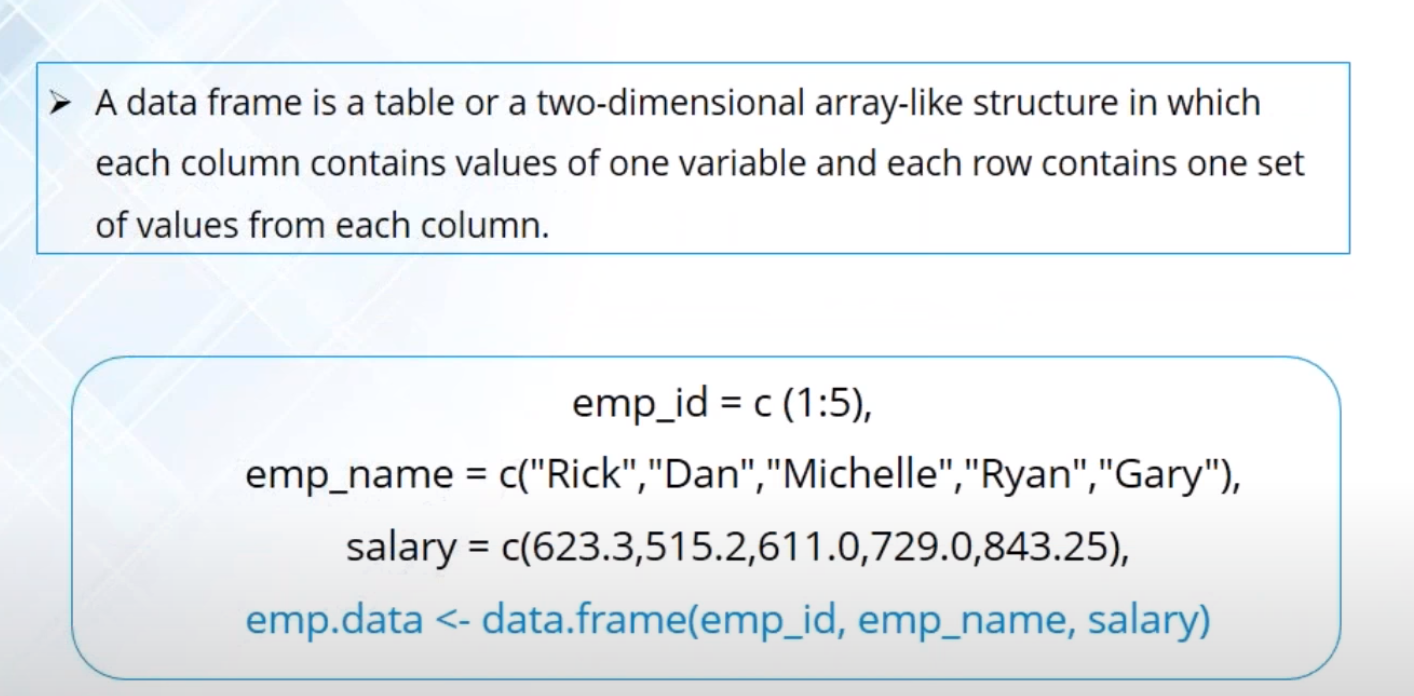 ➢ A data frame is a table or a two-dimensional array-like structure in which
each column contains values of one variable and each row contains one set
of values from each column.
emp_id = c (1:5),
emp_name = c("Rick","Dan","Michelle","Ryan","Gary"),
salary = c(623.3,515.2,611.0,729.0,843.25),
emp.data <- data.frame(emp_id, emp_name, salary)